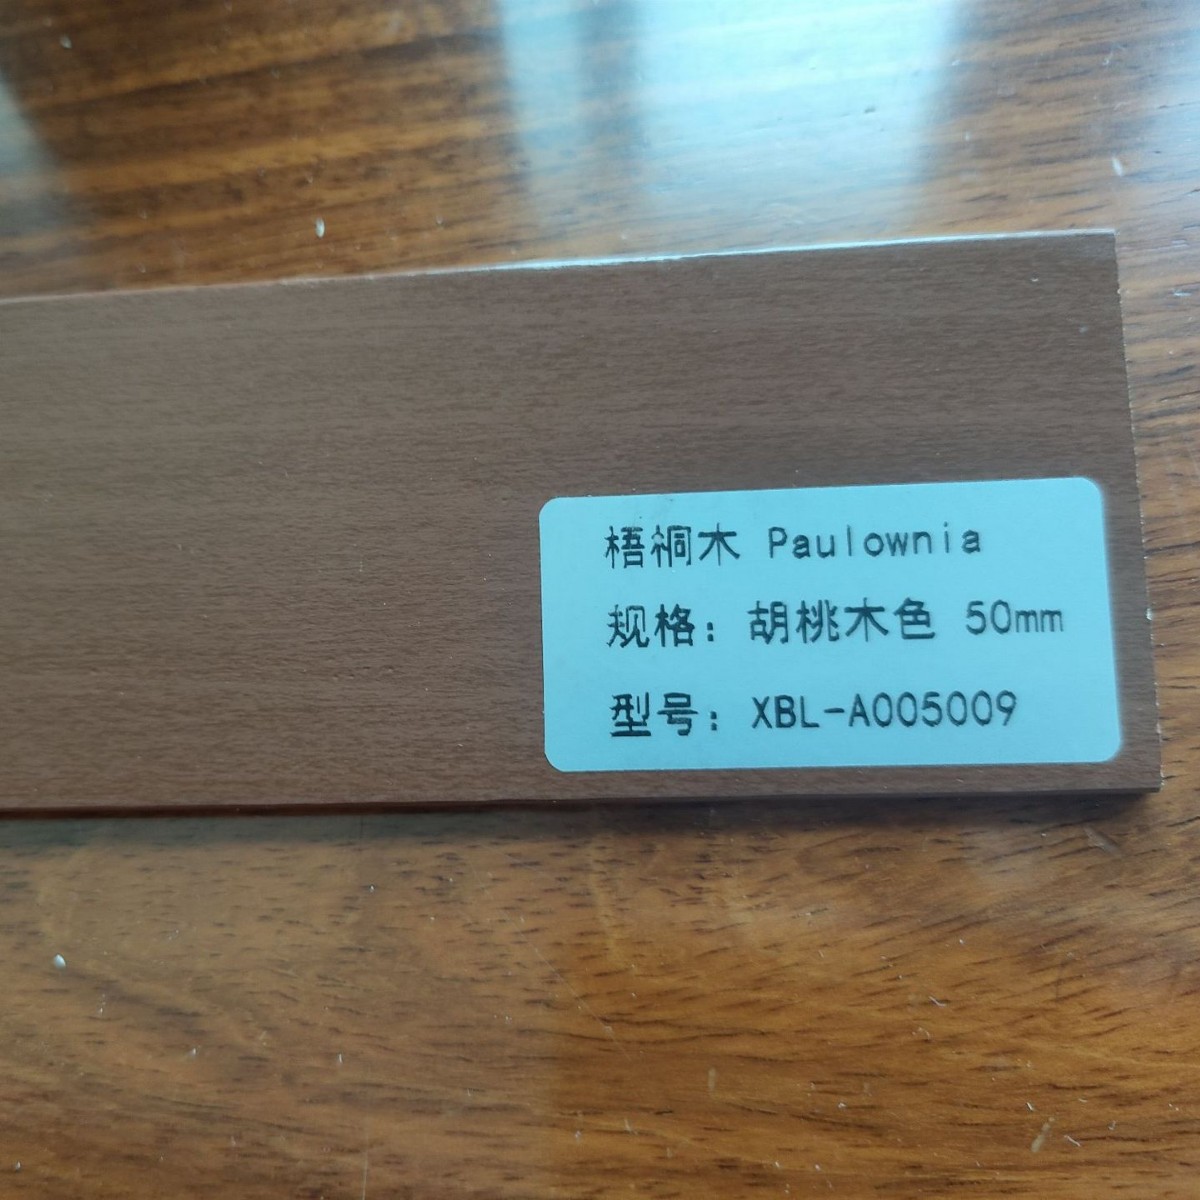 梧桐木 Paulownia
规格: 胡桃木色 50mm
型号: XBL-A005009